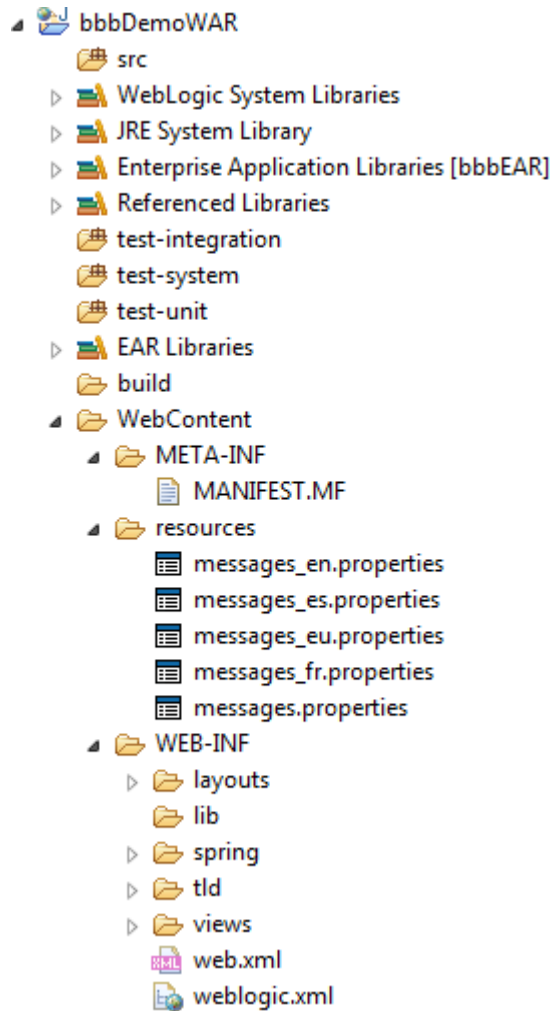 bbbDemoWAR
src
WebLogic System Libraries
JRE System Library
Enterprise Application Libraries [bbbEAR]
Referenced Libraries
test-integration
test-system
test-unit
EAR Libraries
build
WebContent
META-INF
MANIFEST.MF
resources
messages_en.properties
messages_es.properties
messages_eu.properties
messages_fr.properties
messages.properties
WEB-INF
layouts
lib
spring
tld
views
web.xml
weblogic.xml